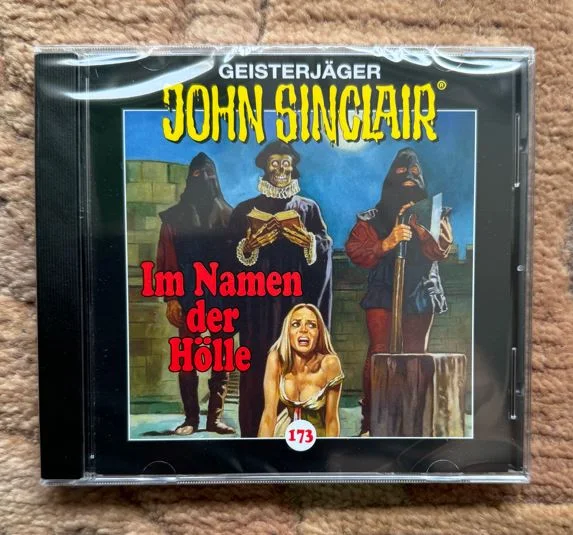 GEISTERJÄGER
JOHN SINCLAIR®
Im Namen
der
Hölle
173